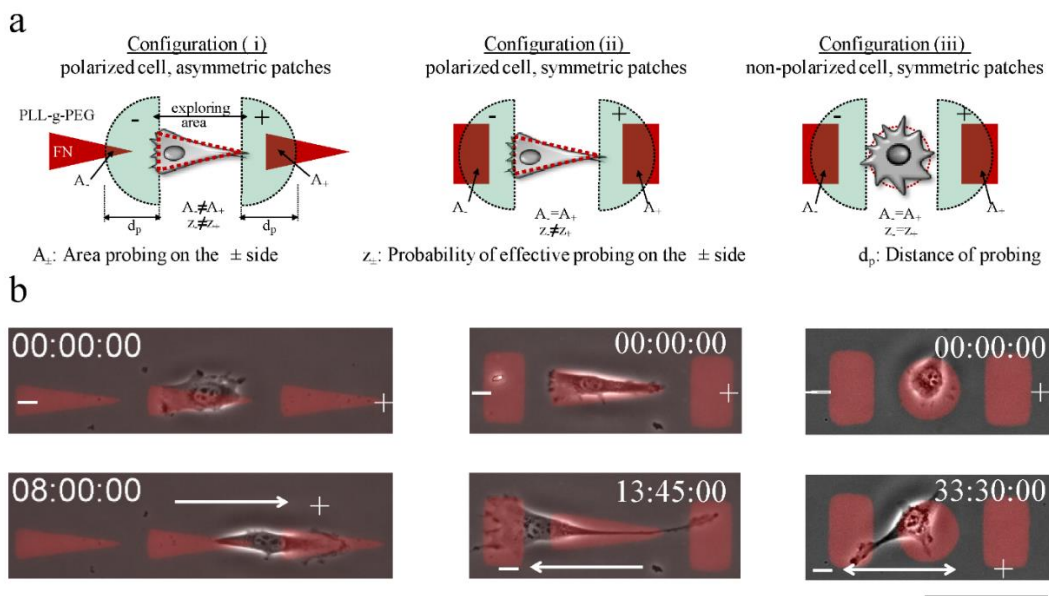 a
Configuration ( i)
polarized cell, asymmetric patches
Configuration (ii)
polarized cell, symmetric patches
Configuration (iii)
non-polarized cell, symmetric patches
PLL-g-PEG
FN
-
exploring
area
+
A-
A+
dp
A-≠A+
z-≠z+
dp
-
+
A-
A-=A+
z-≠z+
A+
-
+
A-
A-=A+
z-=z+
A+
A±: Area probing on the ± side
z±: Probability of effective probing on the ± side
dp: Distance of probing
b
00:00:00
-
+
00:00:00
-
+
00:00:00
-
+
08:00:00
+
13:45:00
-
33:30:00
-
+